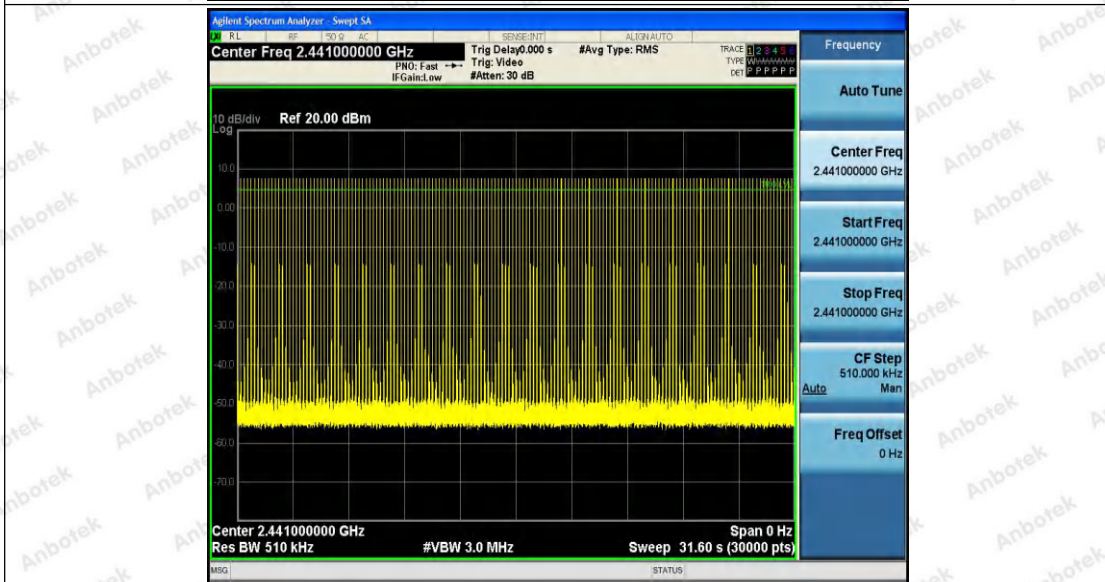 Agilent Spectrum Analyzer - Swept SA
RL RF 50 Ω AC SENSE:INT ALIGN AUTO
Center Freq 2.441000000 GHz
PNO: Fast
IFGain:Low
Trig Delay0.000 s
Trig: Video
#Atten: 30 dB
#Avg Type: RMS
TRACE 1 2 3 4 5 6
TYPE
DET P P P P P P
Frequency
10 dB/div Ref 20.00 dBm
Log
10.0
0.00
-10.0
-20.0
-30.0
-40.0
-50.0
-60.0
-70.0
TRIG LVL
Center 2.441000000 GHz Span 0 Hz
Res BW 510 kHz #VBW 3.0 MHz Sweep 31.60 s (30000 pts)
MSG STATUS
Auto Tune
Center Freq
2.441000000 GHz
Start Freq
2.441000000 GHz
Stop Freq
2.441000000 GHz
CF Step
510.000 kHz
Auto Man
Freq Offset
0 Hz
Anbotek